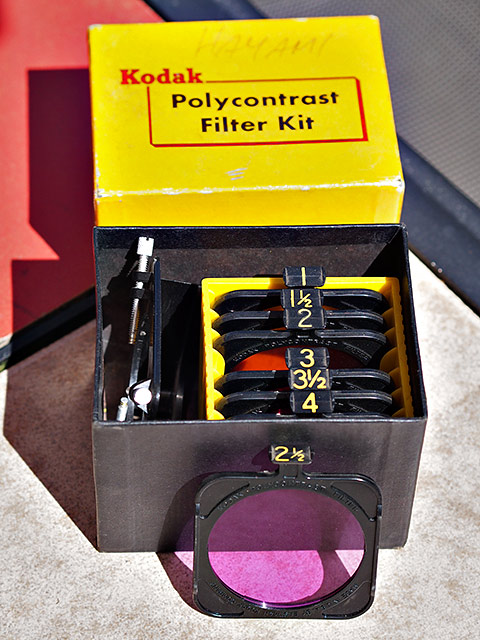 HAYAMI
Kodak
Polycontrast
Filter Kit
1
1½
2
3
3½
4
2½